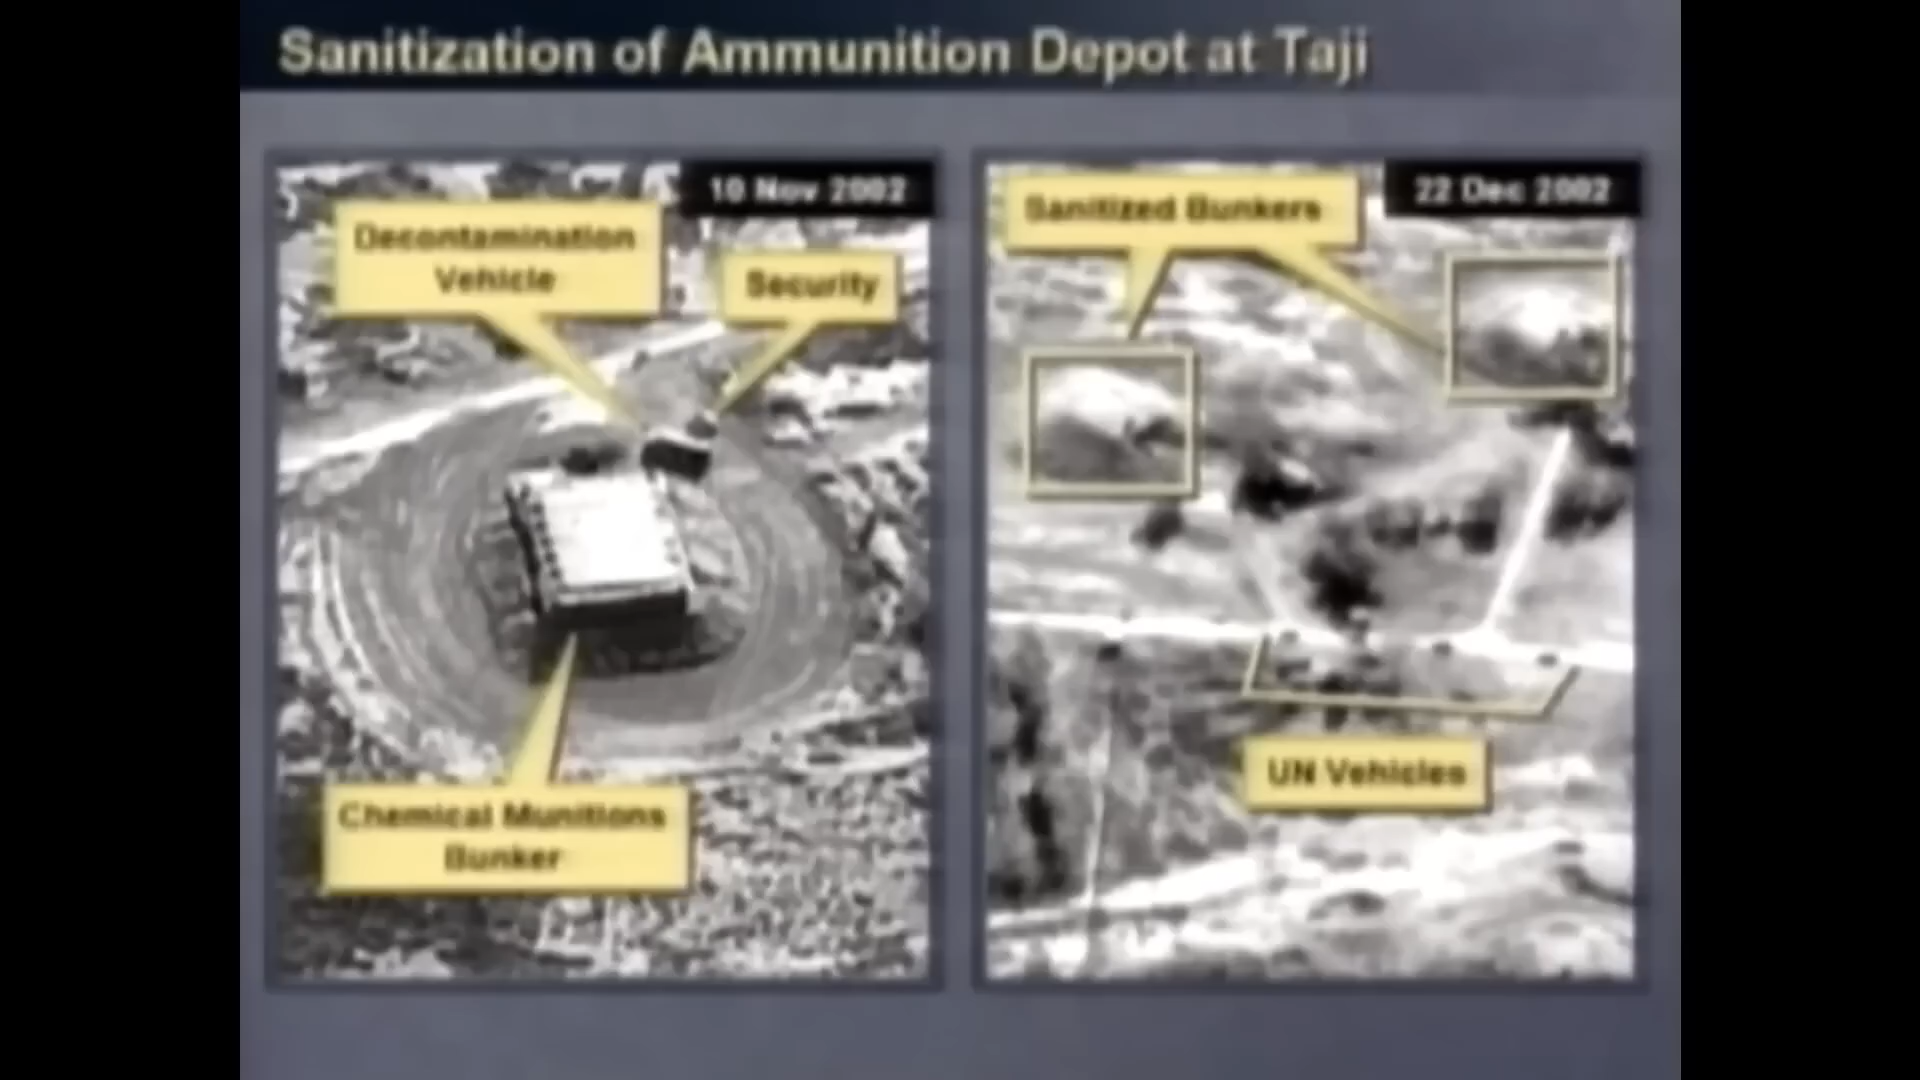 Sanitization of Ammunition Depot at Taji
10 Nov 2002
Decontamination
Vehicle
Security
Chemical Munitions
Bunker
22 Dec 2002
Sanitized Bunkers
UN Vehicles